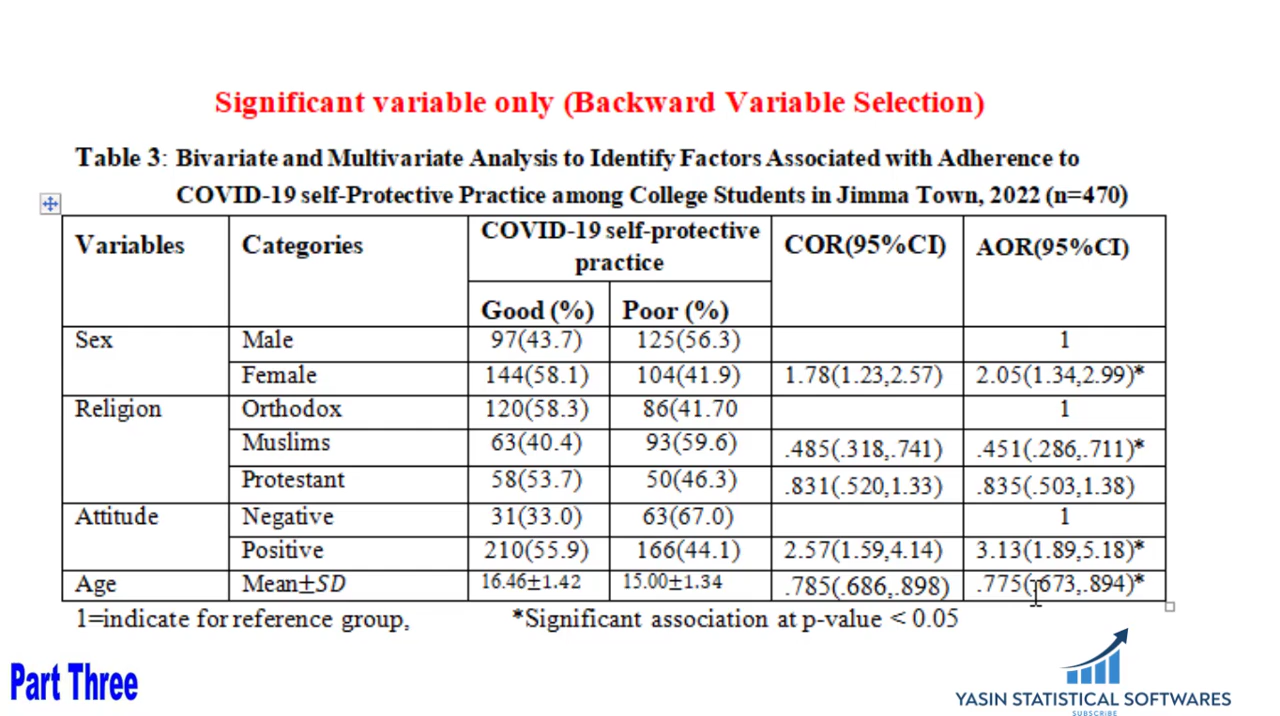 Significant variable only (Backward Variable Selection)
Table 3: Bivariate and Multivariate Analysis to Identify Factors Associated with Adherence to
COVID-19 self-Protective Practice among College Students in Jimma Town, 2022 (n=470)
Variables Categories COVID-19 self-protective practice COR(95%CI) AOR(95%CI)
Good (%) Poor (%)
Sex Male 97(43.7) 125(56.3) 1
Female 144(58.1) 104(41.9) 1.78(1.23,2.57) 2.05(1.34,2.99)*
Religion Orthodox 120(58.3) 86(41.70 1
Muslims 63(40.4) 93(59.6) .485(.318,.741) .451(.286,.711)*
Protestant 58(53.7) 50(46.3) .831(.520,1.33) .835(.503,1.38)
Attitude Negative 31(33.0) 63(67.0) 1
Positive 210(55.9) 166(44.1) 2.57(1.59,4.14) 3.13(1.89,5.18)*
Age Mean±SD 16.46±1.42 15.00±1.34 .785(.686,.898) .775(.673,.894)*
1=indicate for reference group, *Significant association at p-value < 0.05
Part Three
YASIN STATISTICAL SOFTWARES
SUBSCRIBE